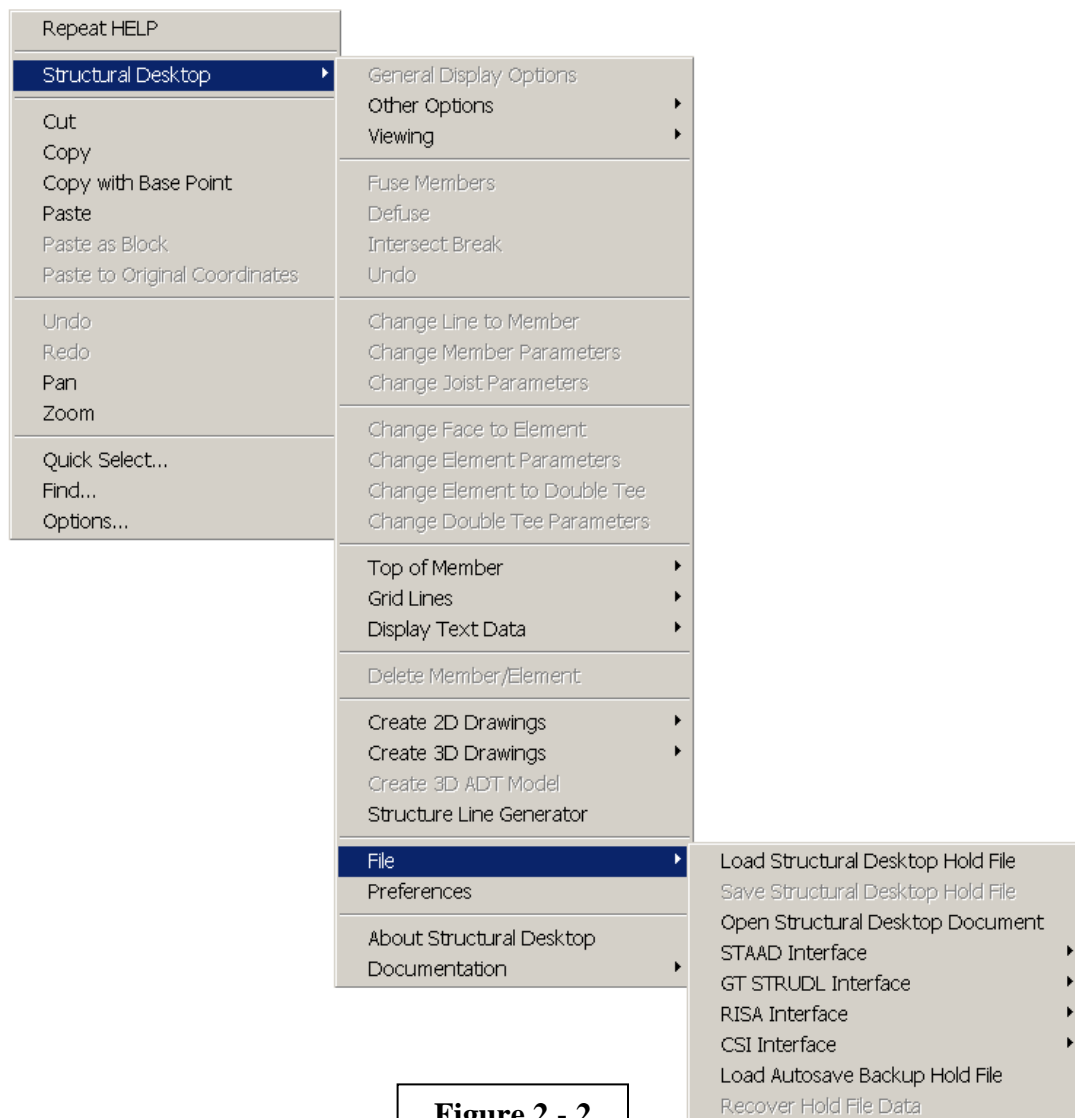 Repeat HELP
Structural Desktop
Cut
Copy
Copy with Base Point
Paste
Paste as Block
Paste to Original Coordinates
Undo
Redo
Pan
Zoom
Quick Select...
Find...
Options...
General Display Options
Other Options
Viewing
Fuse Members
Defuse
Intersect Break
Undo
Change Line to Member
Change Member Parameters
Change Joist Parameters
Change Face to Element
Change Element Parameters
Change Element to Double Tee
Change Double Tee Parameters
Top of Member
Grid Lines
Display Text Data
Delete Member/Element
Create 2D Drawings
Create 3D Drawings
Create 3D ADT Model
Structure Line Generator
File
Preferences
About Structural Desktop
Documentation
Load Structural Desktop Hold File
Save Structural Desktop Hold File
Open Structural Desktop Document
STAAD Interface
GT STRUDL Interface
RISA Interface
CSI Interface
Load Autosave Backup Hold File
Recover Hold File Data
Figure 2 - 2